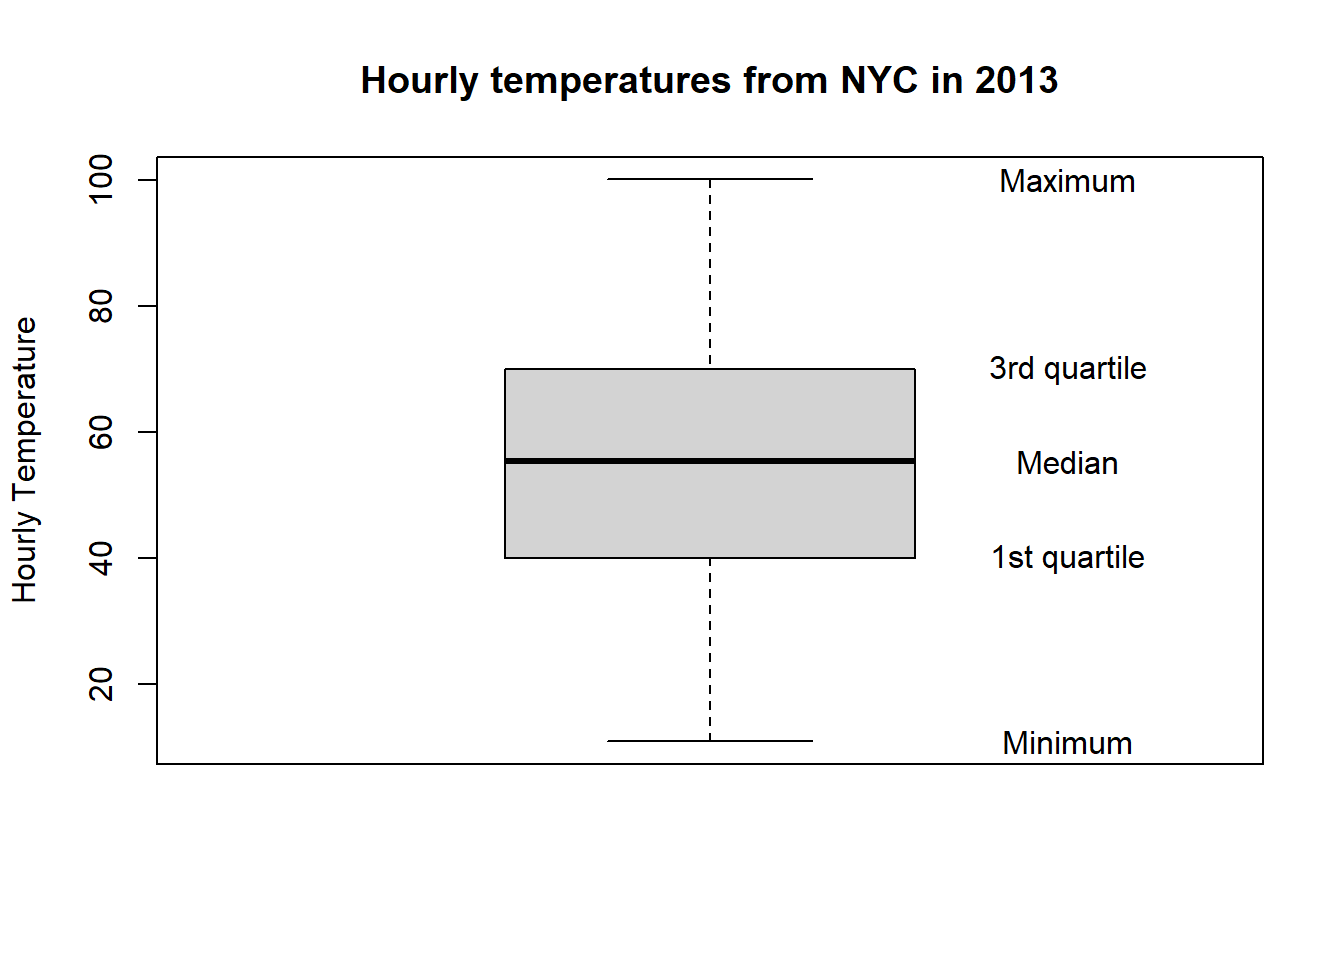 Hourly temperatures from NYC in 2013
Hourly Temperature
100
80
60
40
20
Maximum
3rd quartile
Median
1st quartile
Minimum